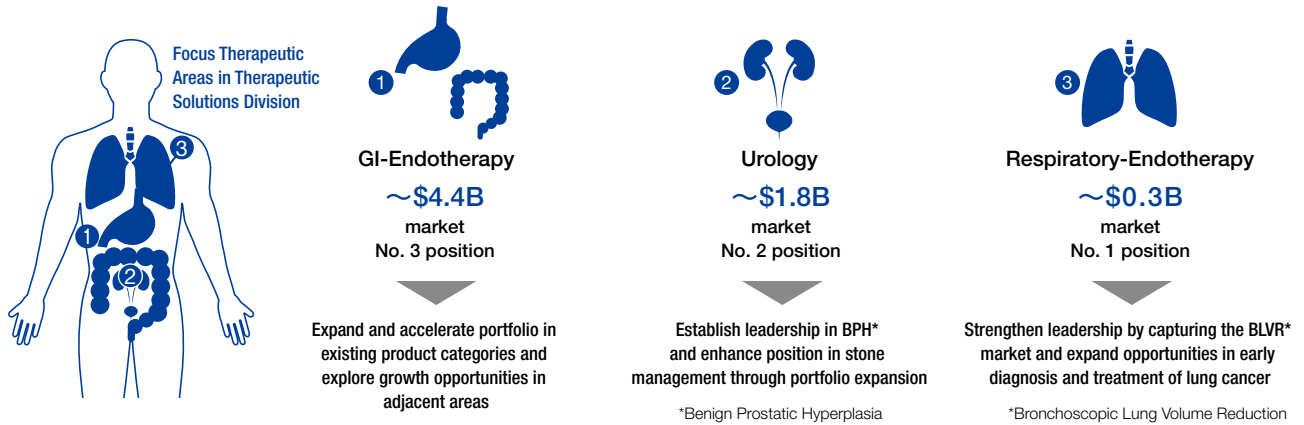 Focus Therapeutic
Areas in Therapeutic
Solutions Division
3
1
2
1
GI-Endotherapy
～$4.4B
market
No. 3 position
Expand and accelerate portfolio in
existing product categories and
explore growth opportunities in
adjacent areas
2
Urology
～$1.8B
market
No. 2 position
Establish leadership in BPH*
and enhance position in stone
management through portfolio expansion
*Benign Prostatic Hyperplasia
3
Respiratory-Endotherapy
～$0.3B
market
No. 1 position
Strengthen leadership by capturing the BLVR*
market and expand opportunities in early
diagnosis and treatment of lung cancer
*Bronchoscopic Lung Volume Reduction